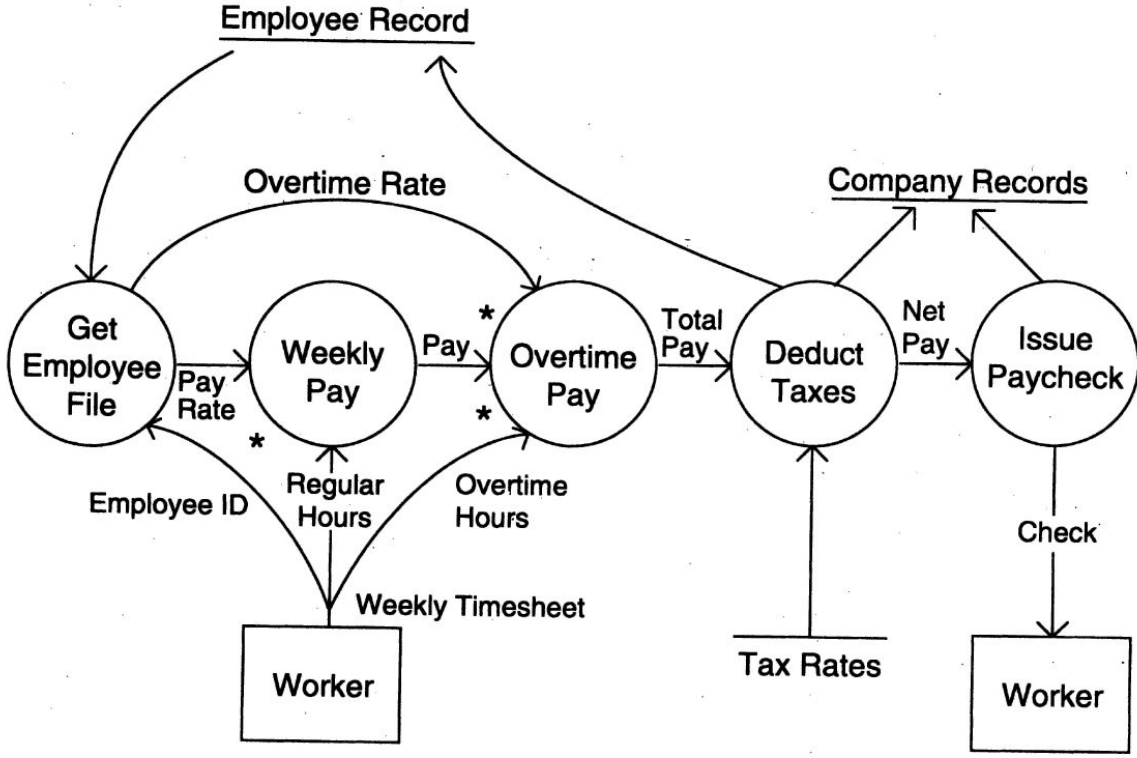 Employee Record
Overtime Rate
Company Records
Get
Employee
File
Pay
Rate
*
Weekly
Pay
Pay
*
*
Overtime
Pay
Total
Pay
Deduct
Taxes
Net
Pay
Issue
Paycheck
Employee ID
Regular
Hours
Overtime
Hours
Check
Weekly Timesheet
Worker
Tax Rates
Worker